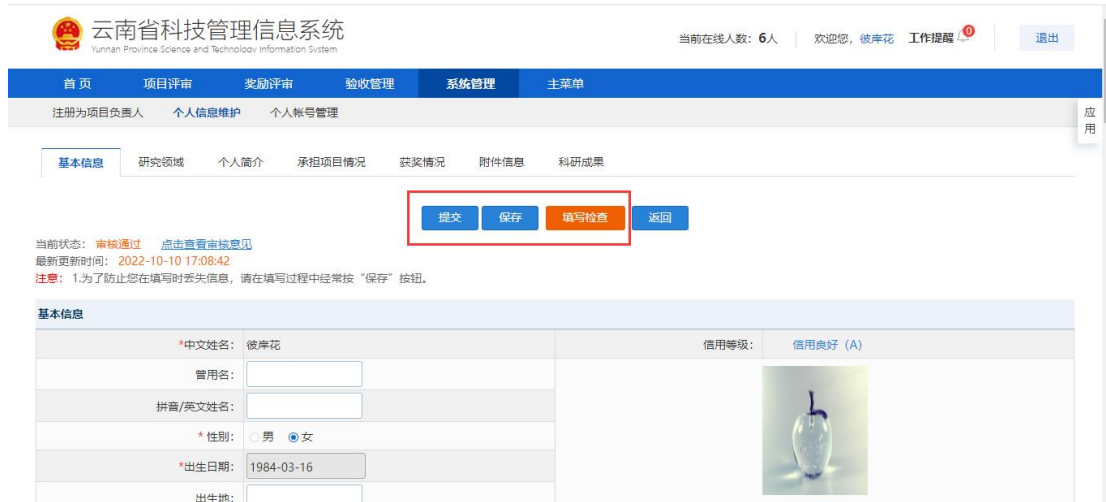 云南省科技管理信息系统
Yunnan Province Science and Technology Information System
当前在线人数：6人 欢迎您，彼岸花 工作提醒 0 退出
首页 项目评审 奖励评审 验收管理 系统管理 主菜单
注册为项目负责人 个人信息维护 个人帐号管理
应用
基本信息 研究领域 个人简介 承担项目情况 获奖情况 附件信息 科研成果
提交 保存 填写检查 返回
当前状态： 审核通过 点击查看审核意见
最新更新时间： 2022-10-10 17:08:42
注意：1.为了防止您在填写时丢失信息，请在填写过程中经常按“保存”按钮。
基本信息
*中文姓名： 彼岸花 信用等级： 信用良好（A）
曾用名：
拼音/英文姓名：
* 性别： 男 女
*出生日期： 1984-03-16
出生地：